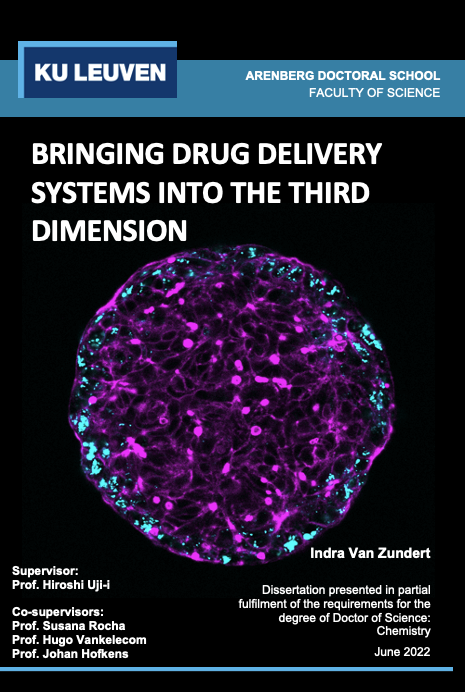 KU LEUVEN
ARENBERG DOCTORAL SCHOOL
FACULTY OF SCIENCE
BRINGING DRUG DELIVERY
SYSTEMS INTO THE THIRD
DIMENSION
Indra Van Zundert
Supervisor:
Prof. Hiroshi Uji-i
Co-supervisors:
Prof. Susana Rocha
Prof. Hugo Vankelecom
Prof. Johan Hofkens
Dissertation presented in partial
fulfilment of the requirements for the
degree of Doctor of Science:
Chemistry
June 2022